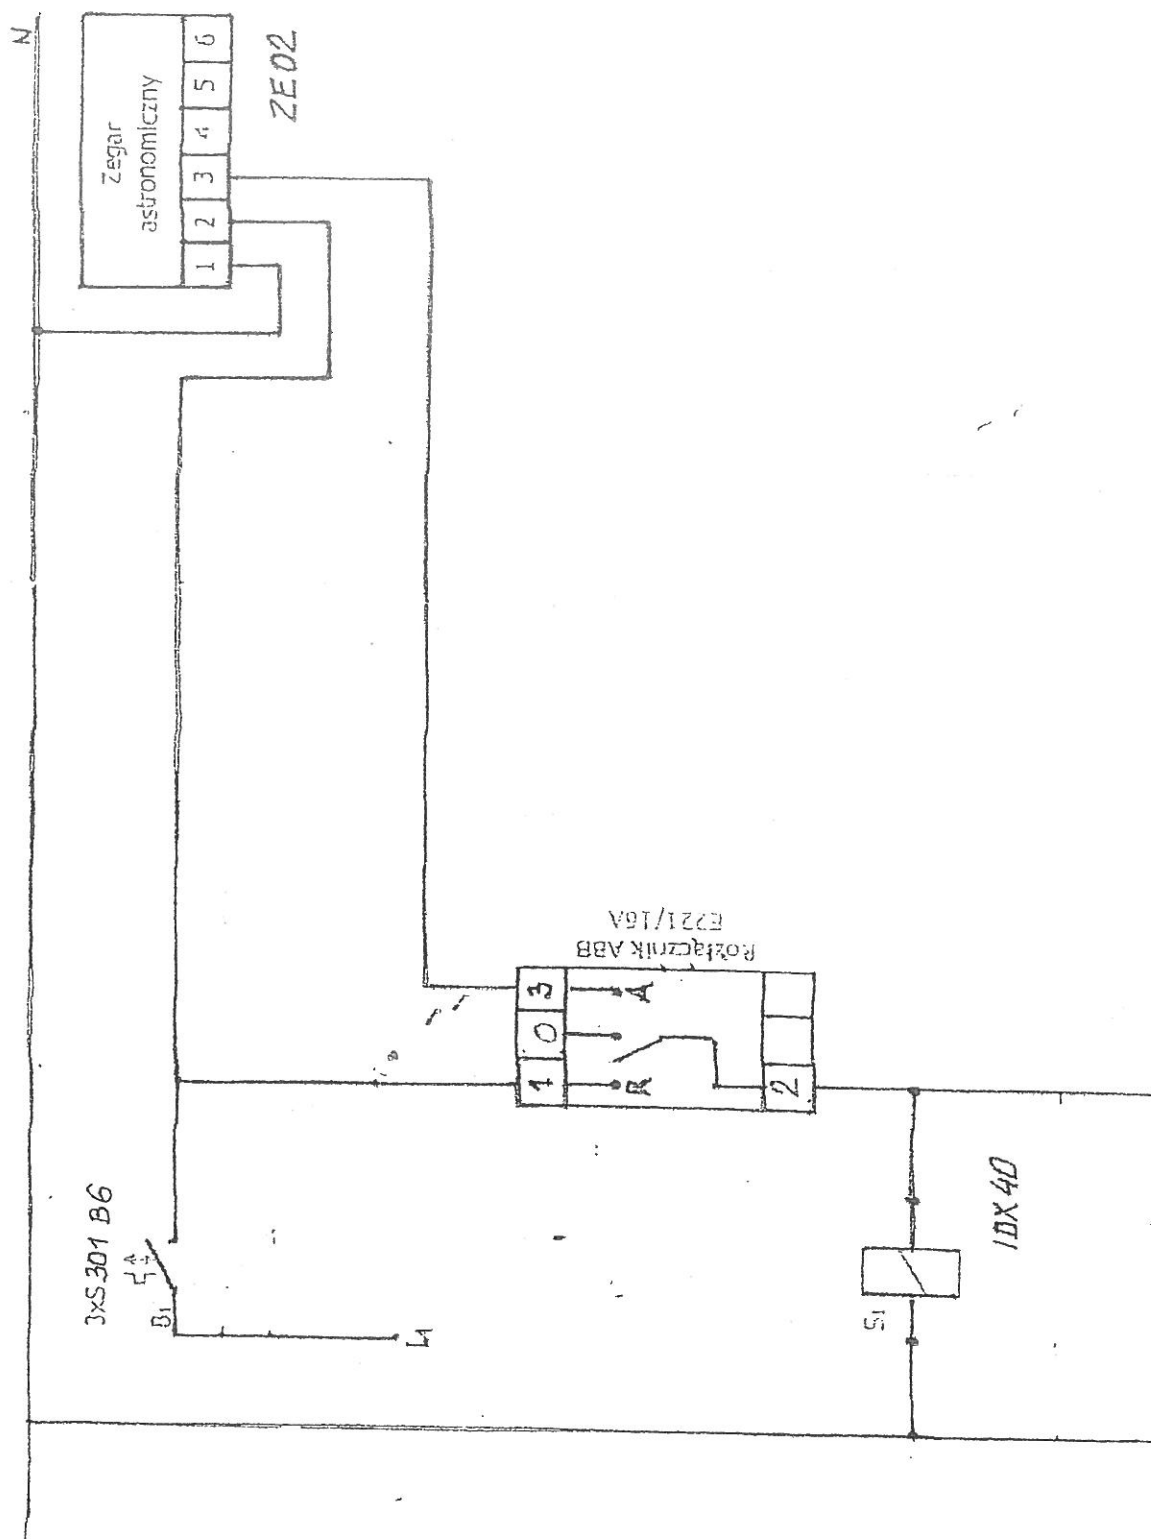 N
Zegar
astronomiczny
1 2 3 4 5 6
ZE02
3xS301 B6
B1
L1
1 0 3
R A
2
Rozłącznik ABB
E221/16A
S1
IDX40